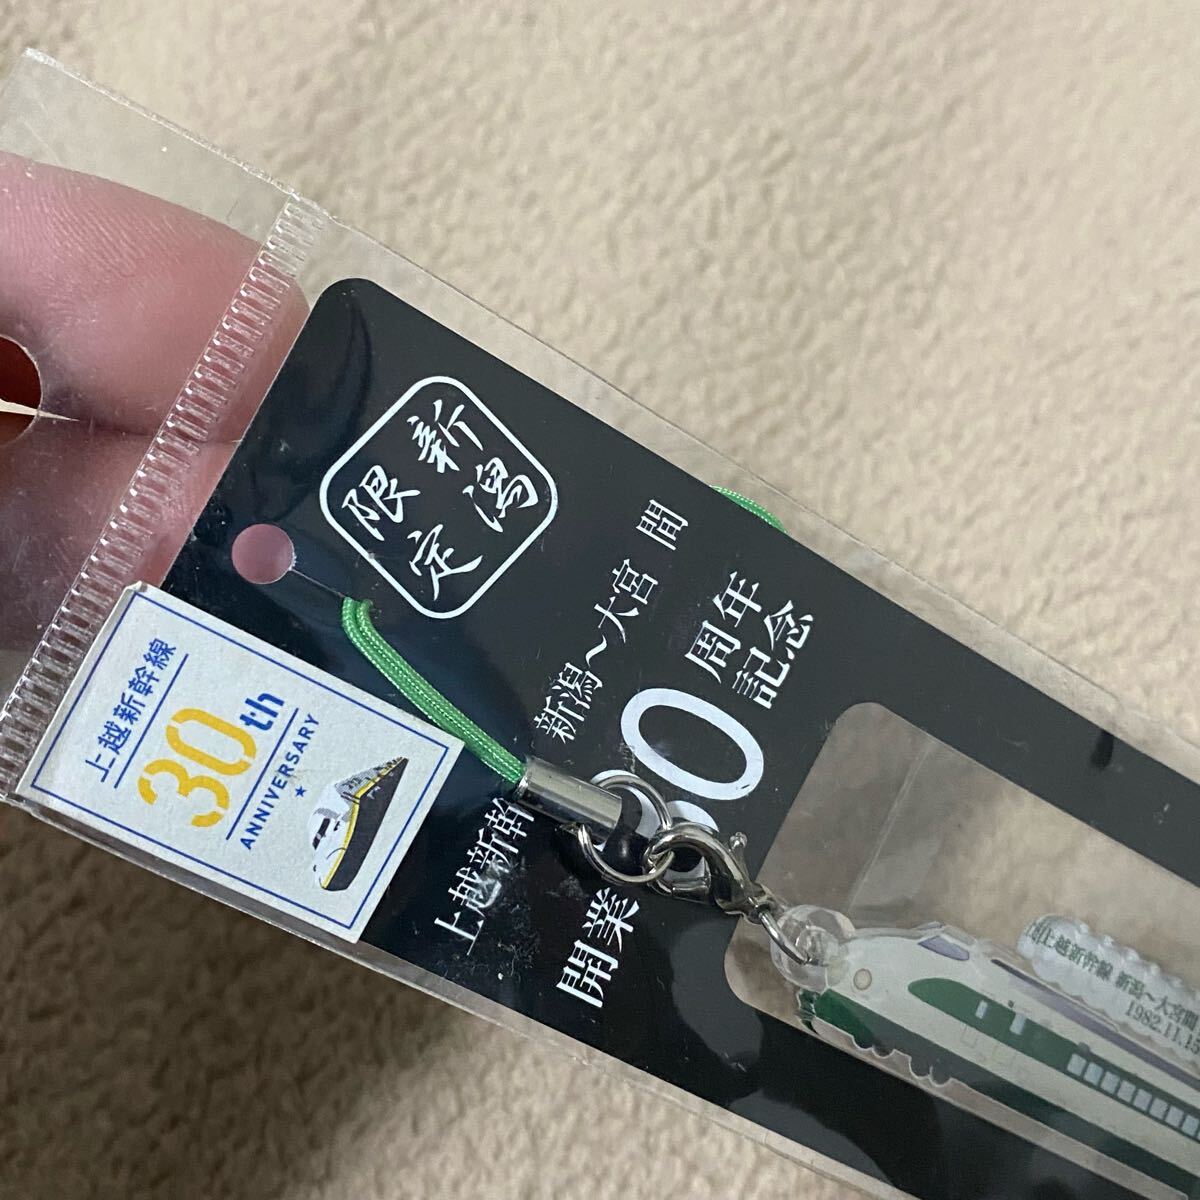 新潟
限定
新潟～大宮 間
上越新幹
開業
0
周年
記念
上越新幹線
30th
ANNIVERSARY
上越新幹線 新潟～大宮間
1982.11.15